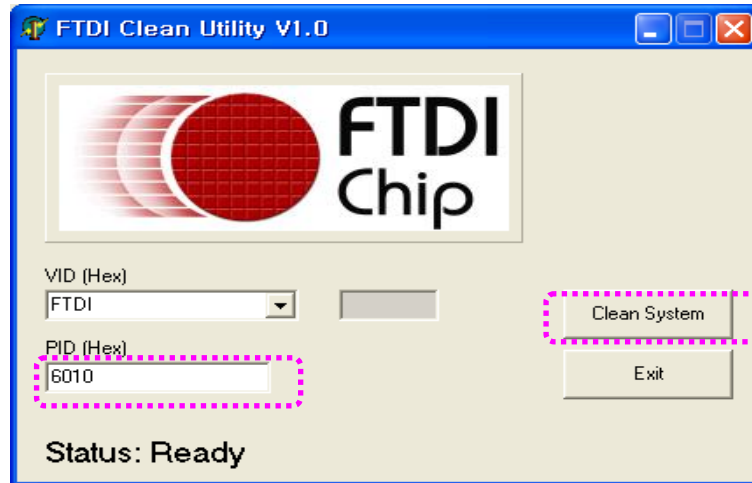 FTDI Clean Utility V1.0
FTDI
Chip
VID (Hex)
FTDI
Clean System
PID (Hex)
6010
Exit
Status: Ready